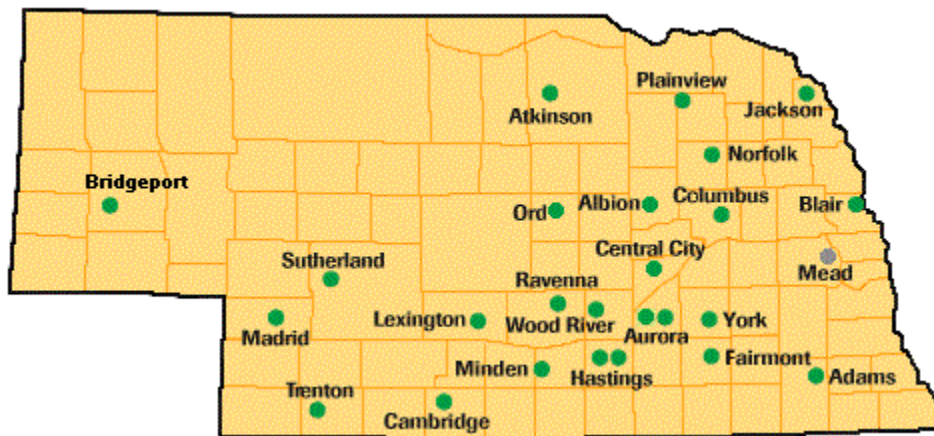 Plainview
Atkinson
Jackson
Norfolk
Bridgeport
Ord
Albion
Columbus
Blair
Central City
Sutherland
Mead
Ravenna
Madrid
Lexington
Wood River
Aurora
York
Minden
Hastings
Fairmont
Adams
Trenton
Cambridge